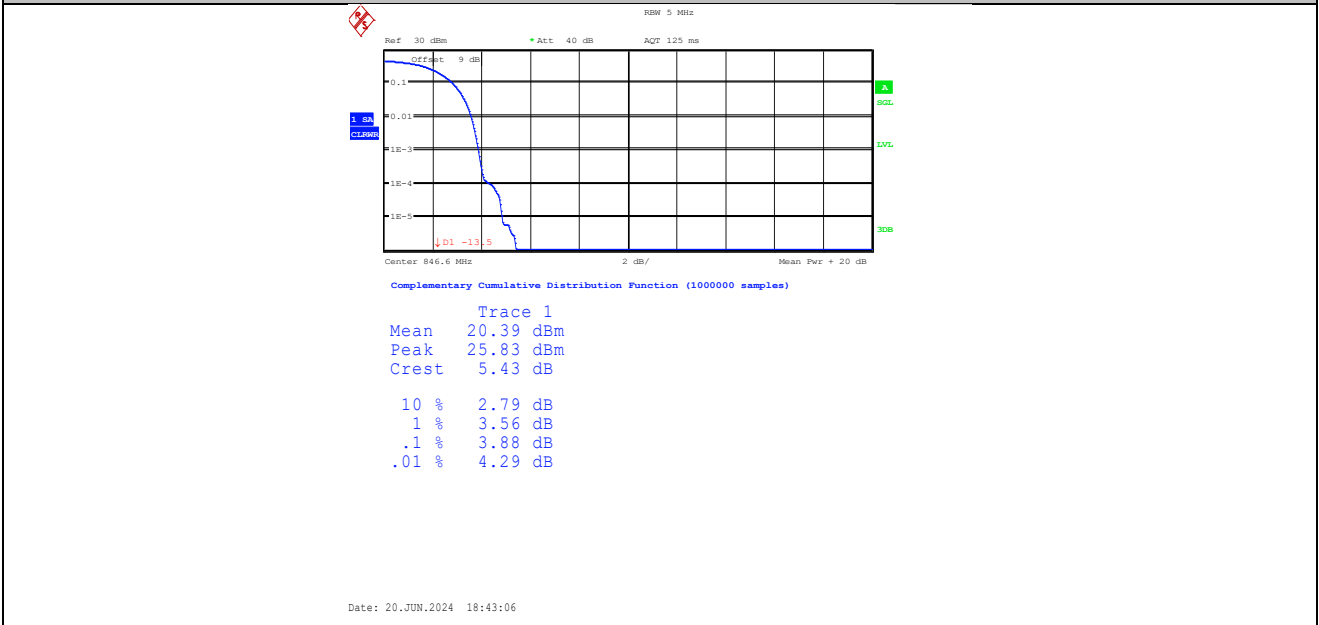 RBW 5 MHz
Ref 30 dBm * Att 40 dB AQT 125 ms
Offset 9 dB
0.1
A
SGL
1 SA
CLRWR
0.01
1E-3
LVL
1E-4
1E-5
3DB
↓D1 -13.5
Center 846.6 MHz 2 dB/ Mean Pwr + 20 dB
Complementary Cumulative Distribution Function (1000000 samples)
Trace 1
Mean 20.39 dBm
Peak 25.83 dBm
Crest 5.43 dB
10 % 2.79 dB
1 % 3.56 dB
.1 % 3.88 dB
.01 % 4.29 dB
Date: 20.JUN.2024 18:43:06